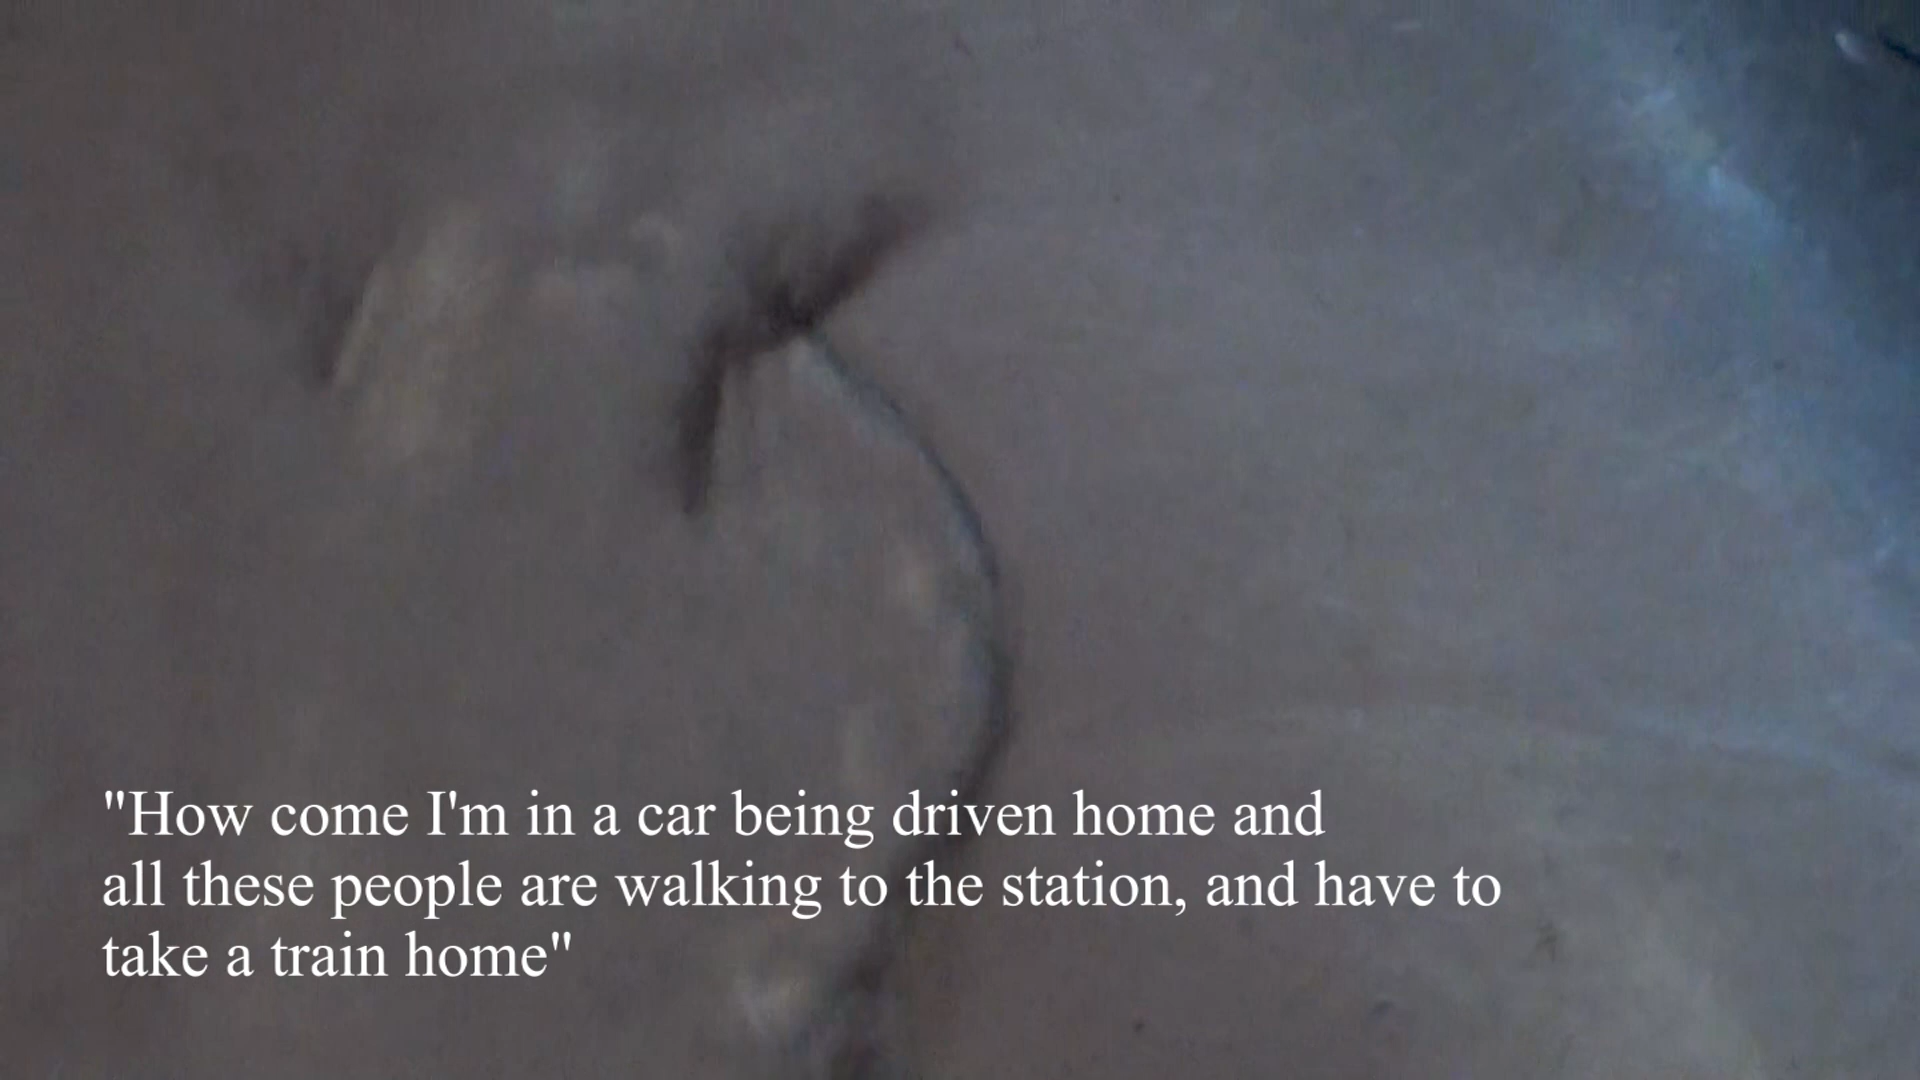 "How come I'm in a car being driven home and
all these people are walking to the station, and have to
take a train home"